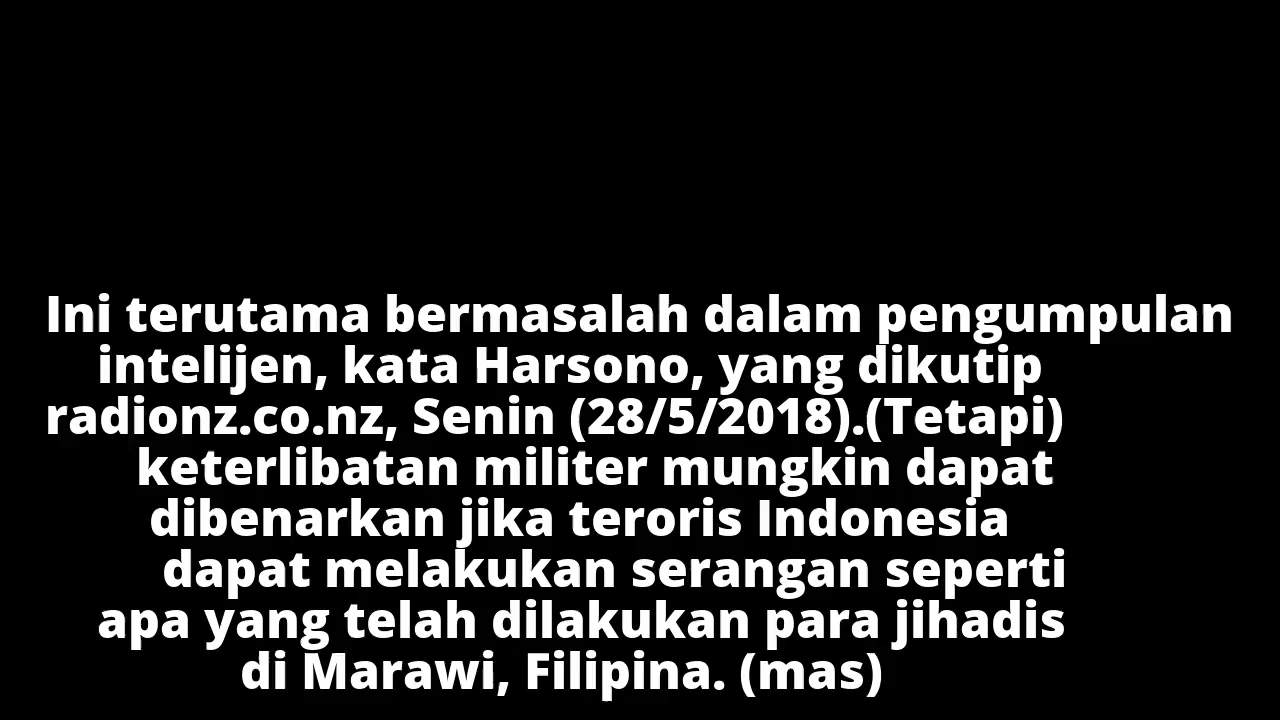 Ini terutama bermasalah dalam pengumpulan
intelijen, kata Harsono, yang dikutip
radionz.co.nz, Senin (28/5/2018).(Tetapi)
keterlibatan militer mungkin dapat
dibenarkan jika teroris Indonesia
dapat melakukan serangan seperti
apa yang telah dilakukan para jihadis
di Marawi, Filipina. (mas)